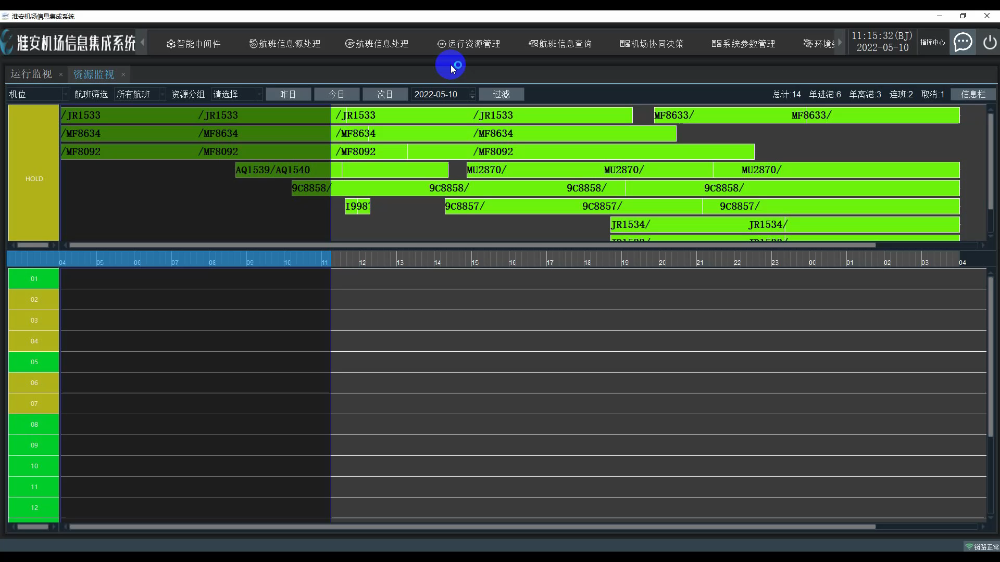 淮安机场信息集成系统
淮安机场信息集成系统
智能中间件
航班信息源处理
航班信息处理
运行资源管理
航班信息查询
机场协同决策
系统参数管理
环境
11:15:32(BJ)
2022-05-10
指挥中心
运行监视 ×
资源监视 ×
机位
航班筛选 所有航班
资源分组 请选择
昨日
今日
次日
2022-05-10
过滤
总计:14 单进港:6 单离港:3 连班:2 取消:1
信息栏
HOLD
/JR1533 /JR1533 /JR1533 /JR1533 MF8633/ MF8633/
/MF8634 /MF8634 /MF8634 /MF8634
/MF8092 /MF8092 /MF8092 /MF8092
AQ1539/AQ1540 MU2870/ MU2870/ MU2870/
9C8858/ 9C8858/ 9C8858/ 9C8858/
I998 9C8857/ 9C8857/ 9C8857/
JR1534/ JR1534/
04 05 06 07 08 09 10 11 12 13 14 15 16 17 18 19 20 21 22 23 00 01 02 03 04
01
02
03
04
05
06
07
08
09
10
11
12
链路正常